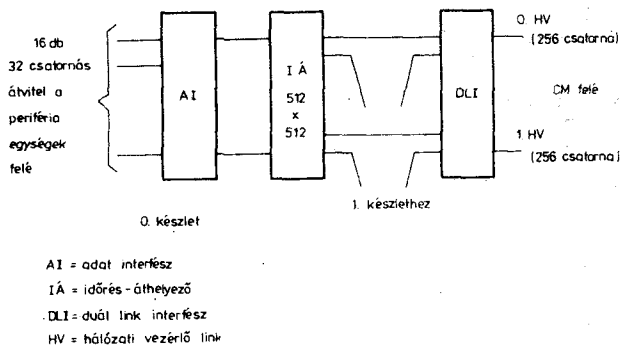 16 db
32 csatornás
átvitel a
periféria
egységek
felé
AI
IÁ
512
x
512
DLI
0. HV
(256 csatorna)
CM felé
1. HV
(256 csatorna)
0. készlet
1. készlethez
AI = adat interfész
IÁ = időrés-áthelyező
DLI = duál link interfész
HV = hálózati vezérlő link